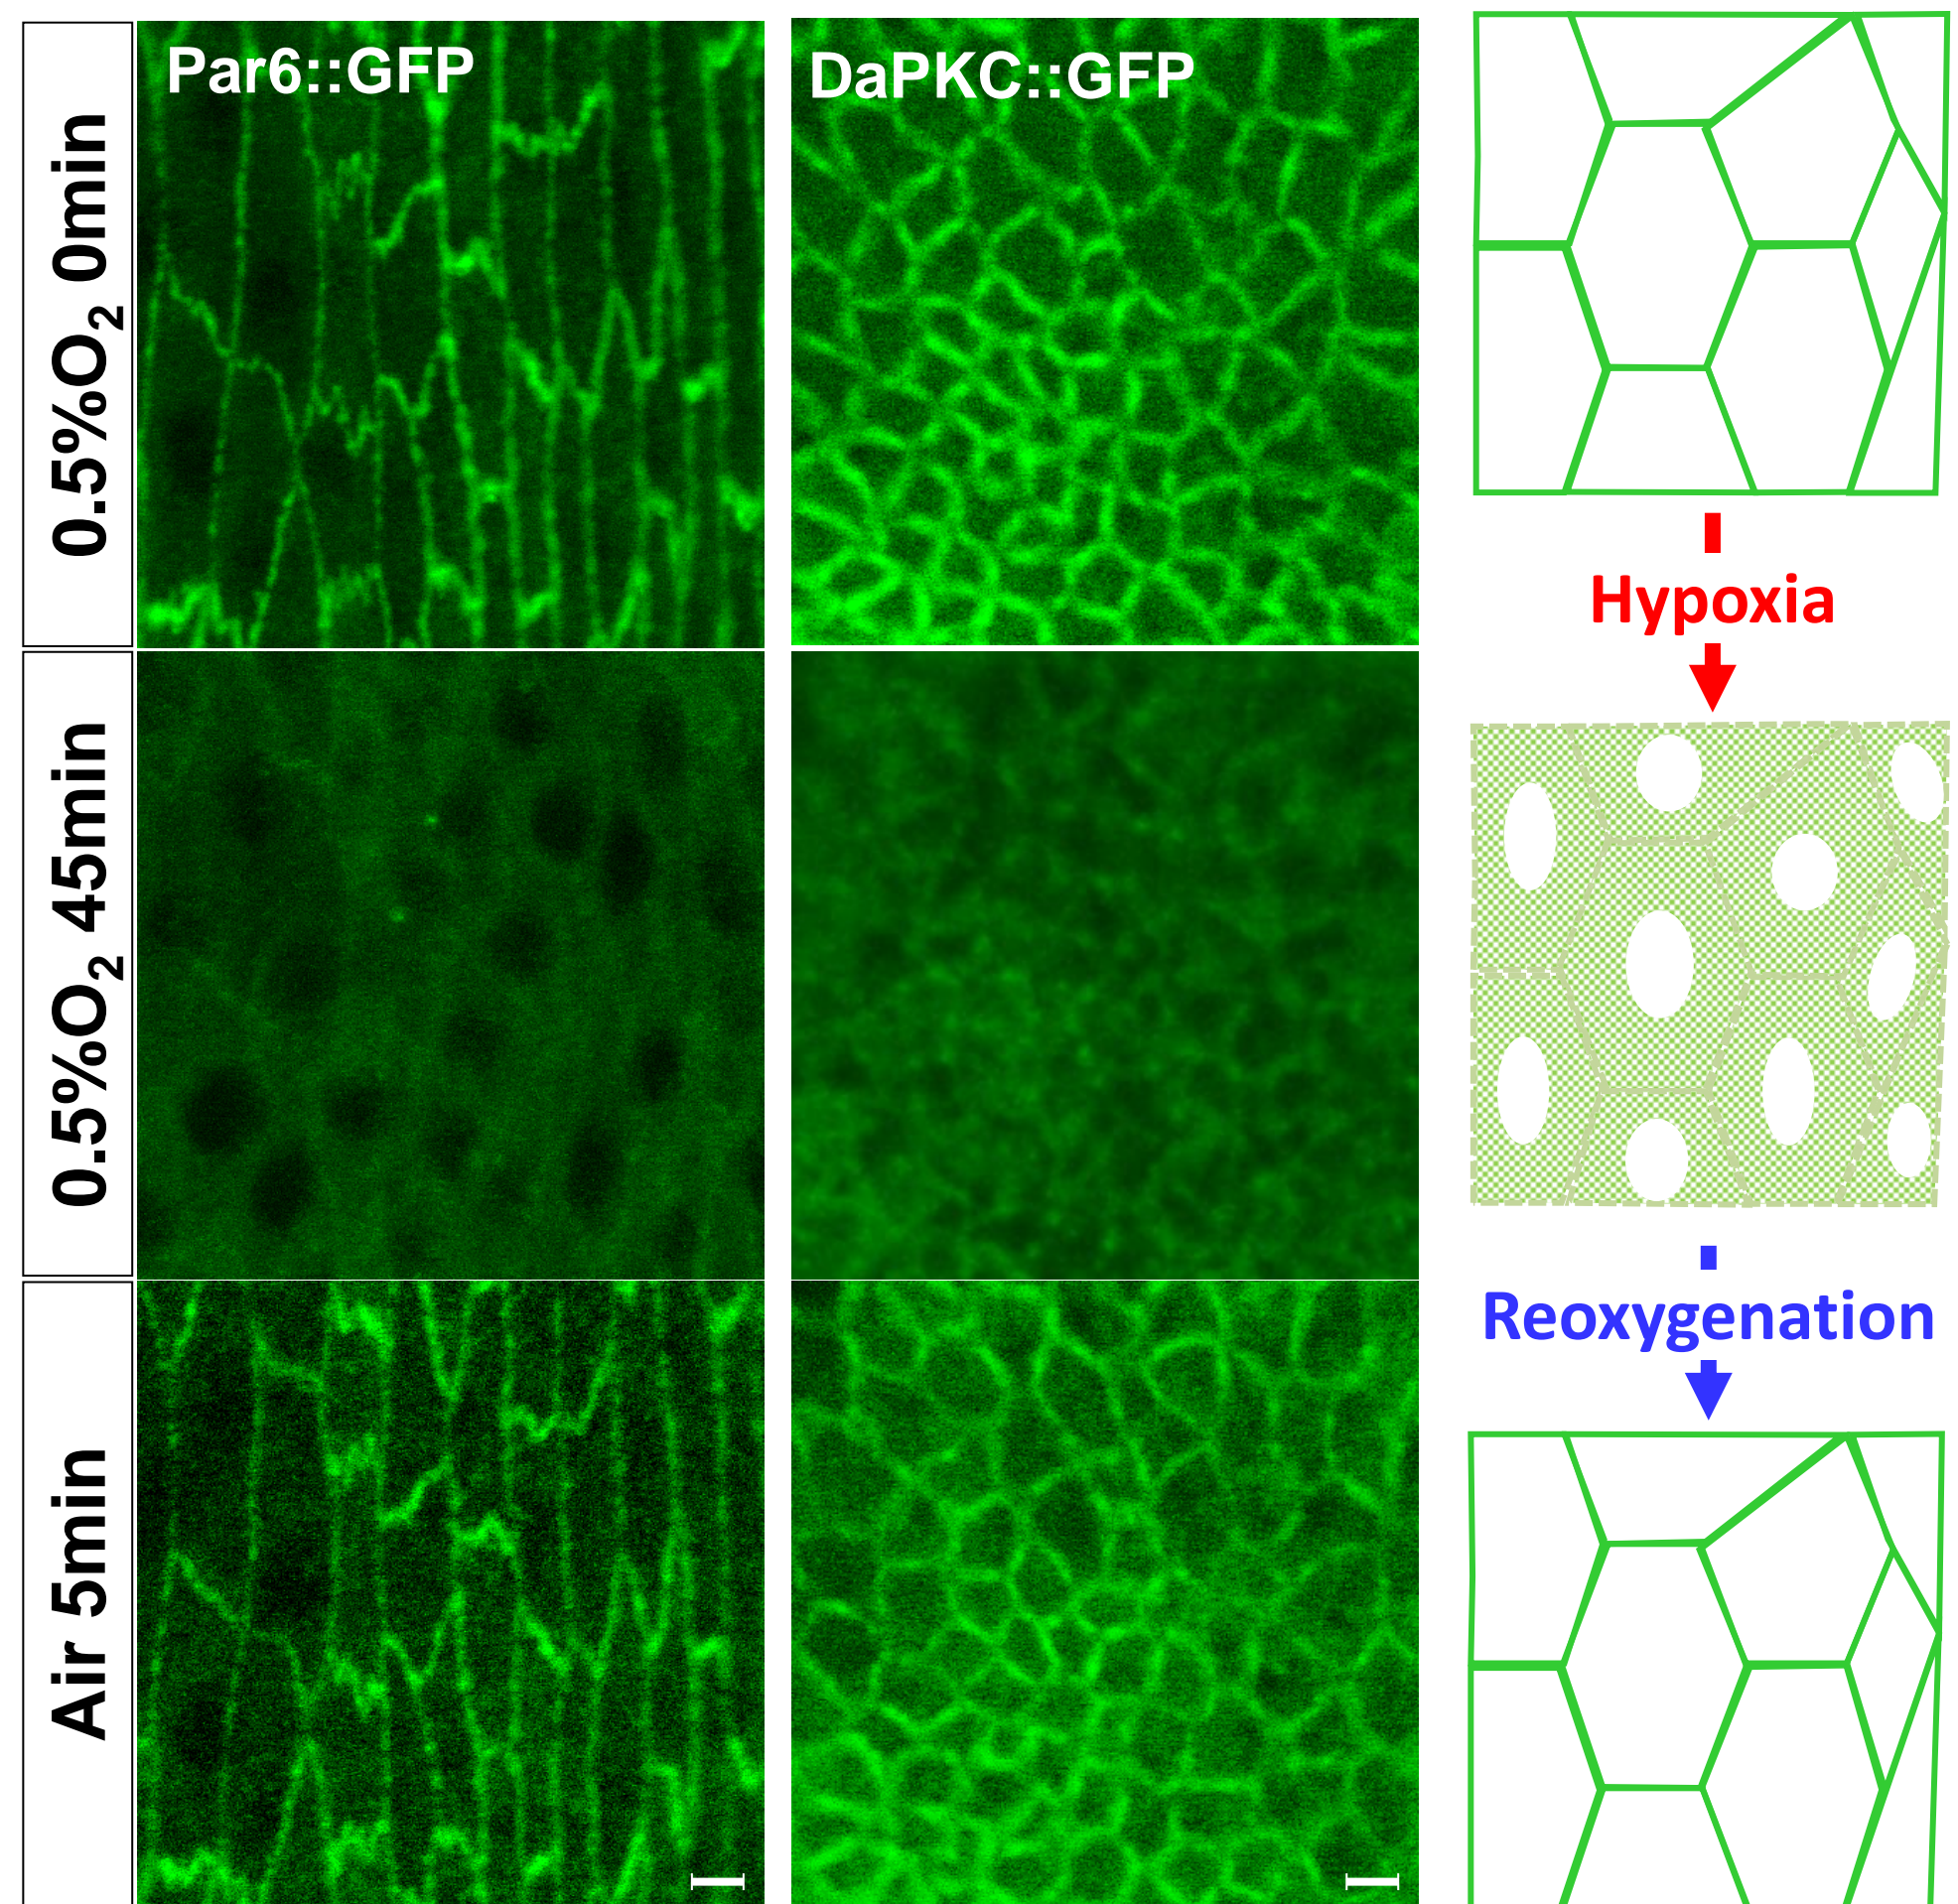 0.5%O₂ 0min
Par6::GFP
DaPKC::GFP
Hypoxia
0.5%O₂ 45min
Reoxygenation
Air 5min